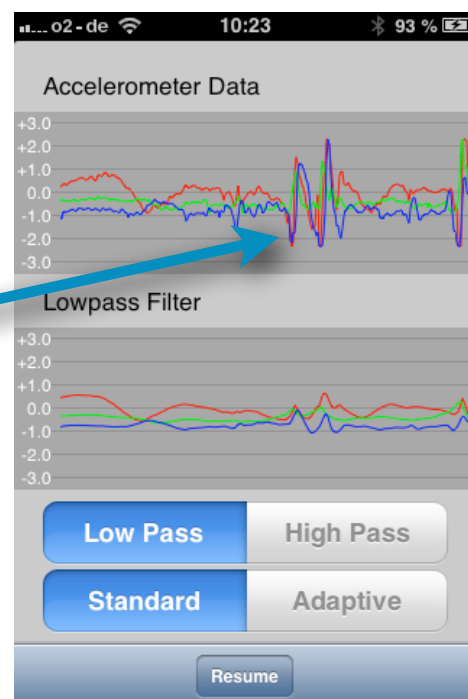 o2-de 10:23 93 %
Accelerometer Data
+3.0
+2.0
+1.0
0.0
-1.0
-2.0
-3.0
Lowpass Filter
+3.0
+2.0
+1.0
0.0
-1.0
-2.0
-3.0
Low Pass High Pass
Standard Adaptive
Resume